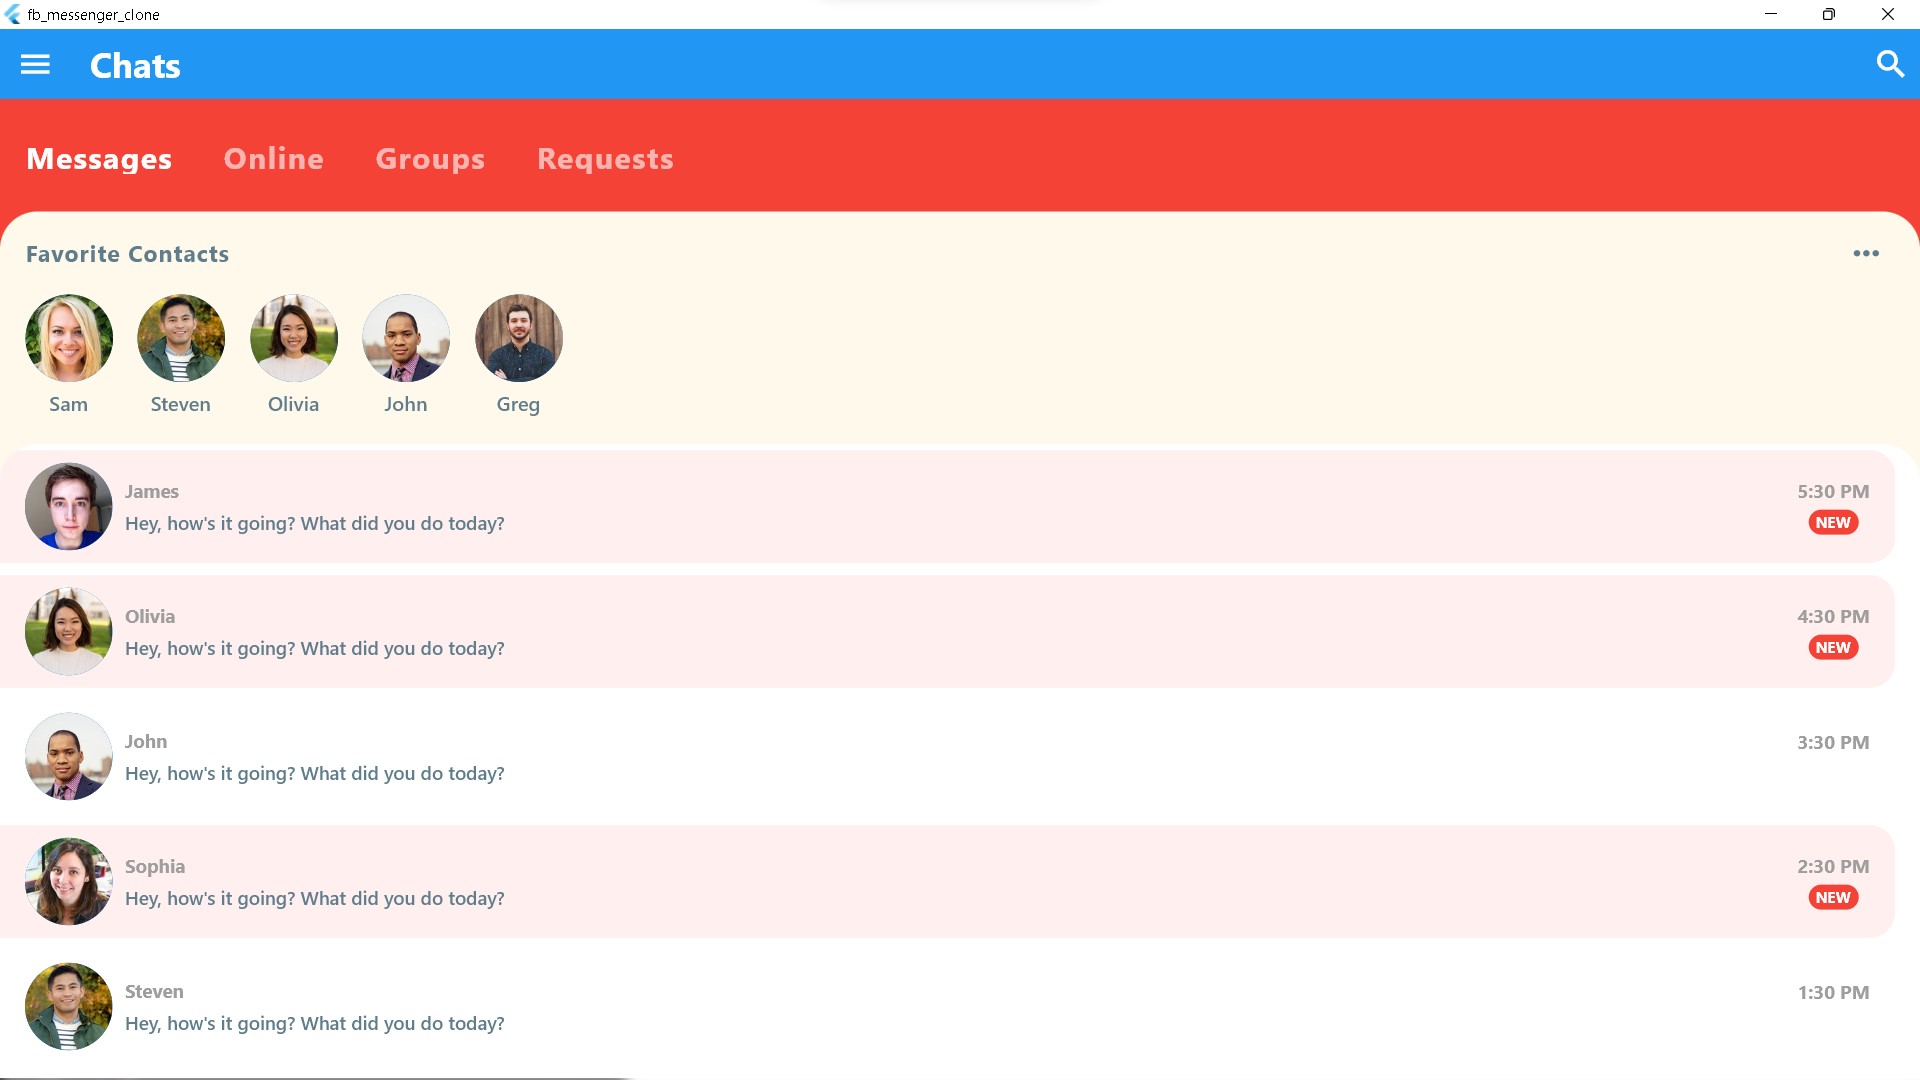 fb_messenger_clone
Chats
Messages Online Groups Requests
Favorite Contacts
Sam Steven Olivia John Greg
James 5:30 PM
Hey, how's it going? What did you do today? NEW
Olivia 4:30 PM
Hey, how's it going? What did you do today? NEW
John 3:30 PM
Hey, how's it going? What did you do today?
Sophia 2:30 PM
Hey, how's it going? What did you do today? NEW
Steven 1:30 PM
Hey, how's it going? What did you do today?